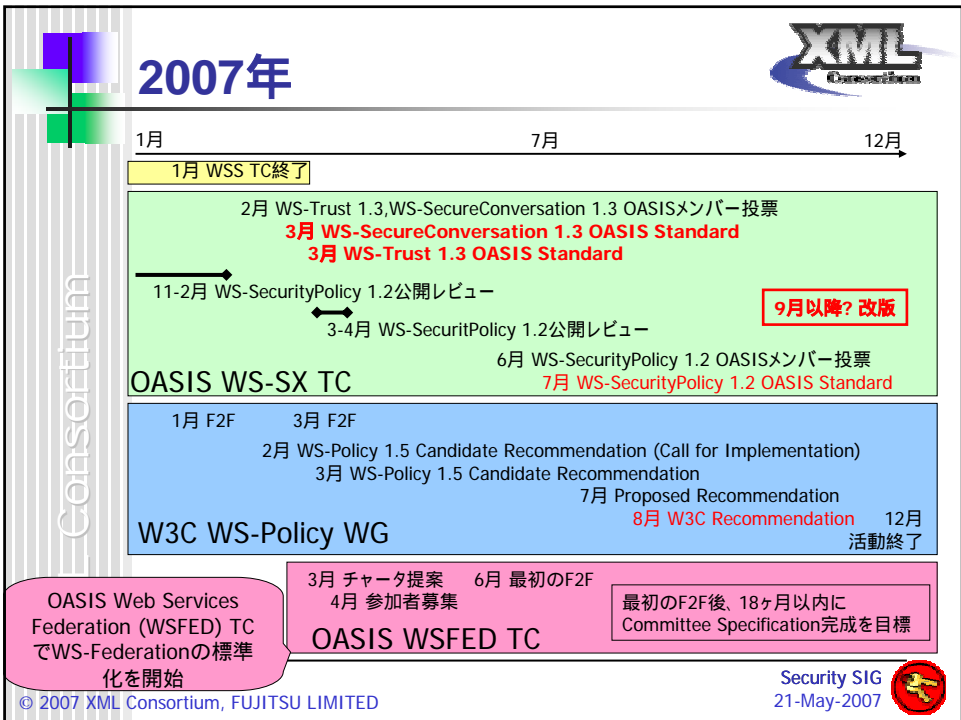 2007年
XML
Consortium
1月 7月 12月
1月 WSS TC終了
2月 WS-Trust 1.3,WS-SecureConversation 1.3 OASISメンバー投票
3月 WS-SecureConversation 1.3 OASIS Standard
3月 WS-Trust 1.3 OASIS Standard
11-2月 WS-SecurityPolicy 1.2公開レビュー
9月以降? 改版
3-4月 WS-SecuritPolicy 1.2公開レビュー
6月 WS-SecurityPolicy 1.2 OASISメンバー投票
OASIS WS-SX TC
7月 WS-SecurityPolicy 1.2 OASIS Standard
1月 F2F 3月 F2F
2月 WS-Policy 1.5 Candidate Recommendation (Call for Implementation)
3月 WS-Policy 1.5 Candidate Recommendation
7月 Proposed Recommendation
8月 W3C Recommendation 12月
活動終了
W3C WS-Policy WG
3月 チャータ提案 6月 最初のF2F
4月 参加者募集
最初のF2F後、18ヶ月以内に
Committee Specification完成を目標
OASIS WSFED TC
OASIS Web Services
Federation (WSFED) TC
でWS-Federationの標準
化を開始
Consortium
© 2007 XML Consortium, FUJITSU LIMITED
Security SIG
21-May-2007